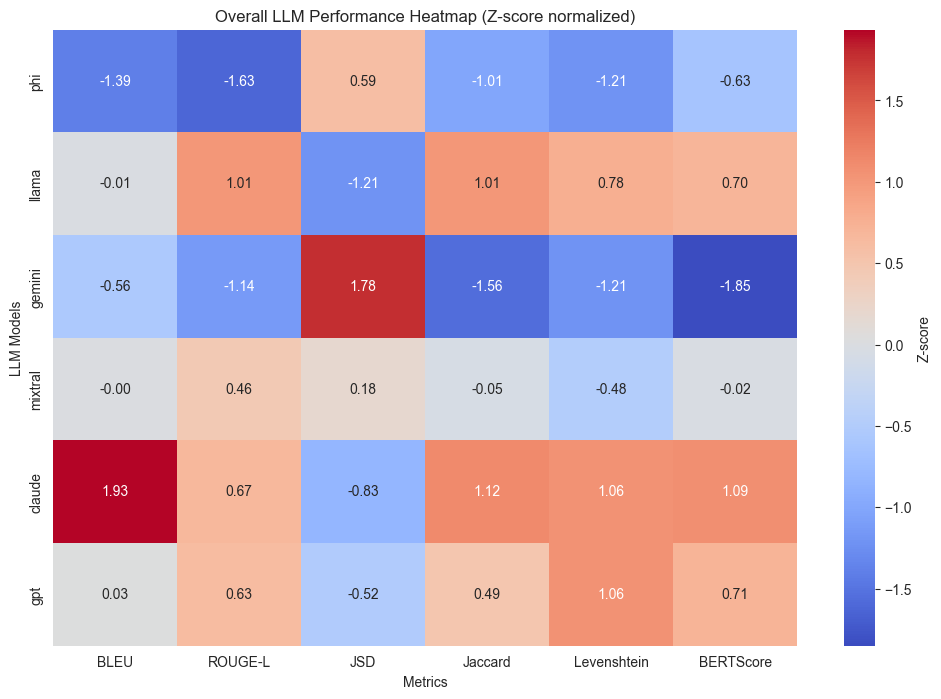 Overall LLM Performance Heatmap (Z-score normalized)
LLM Models
phi -1.39 -1.63 0.59 -1.01 -1.21 -0.63
llama -0.01 1.01 -1.21 1.01 0.78 0.70
gemini -0.56 -1.14 1.78 -1.56 -1.21 -1.85
mixtral -0.00 0.46 0.18 -0.05 -0.48 -0.02
claude 1.93 0.67 -0.83 1.12 1.06 1.09
gpt 0.03 0.63 -0.52 0.49 1.06 0.71
BLEU ROUGE-L JSD Jaccard Levenshtein BERTScore
Metrics
1.5
1.0
0.5
0.0
−0.5
−1.0
−1.5
Z-score